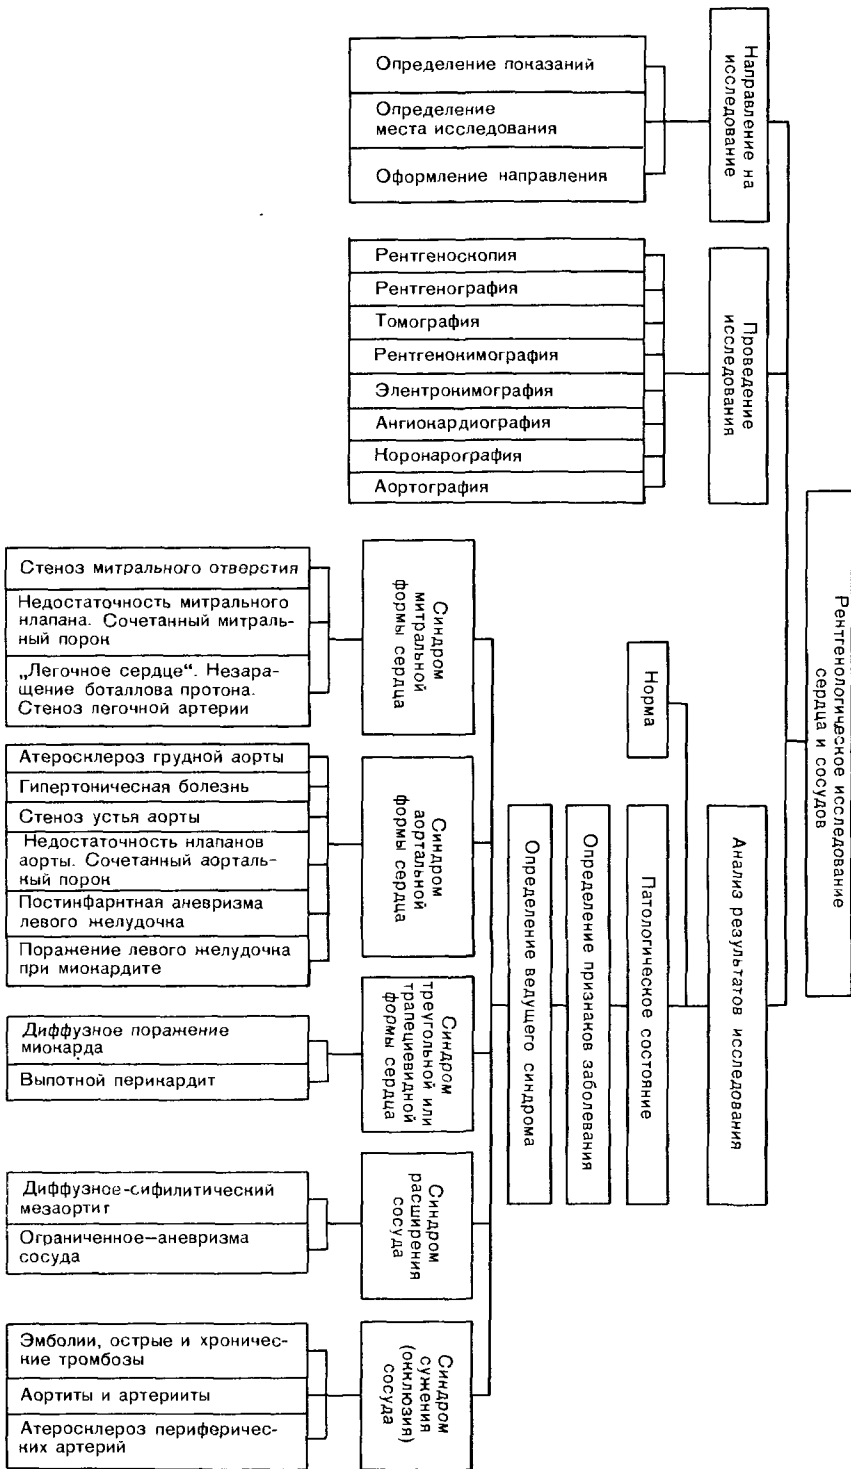 Рентгенологическое исследование
сердца и сосудов
Направление на
исследование
Определение показаний
Определение
места исследования
Оформление направления
Проведение
исследования
Рентгеноскопия
Рентгенография
Томография
Рентгенокимография
Элентронимография
Ангионардиография
Норонарография
Аортография
Анализ результатов исследования
Норма
Патологическое состояние
Определение признаков заболевания
Определение ведущего синдрома
Синдром
митральной
формы сердца
Стеноз митрального отверстия
Недостаточность митрального
нлапана. Сочетанный митраль-
ный порок
„Легочное сердце“. Незара-
щение боталлова протона.
Стеноз легочной артерии
Синдром
аортальной
формы сердца
Атеросклероз грудной аорты
Гипертоническая болезнь
Стеноз устья аорты
Недостаточность нлапанов
аорты. Сочетанный аорталь-
ный порок
Постинфарнтная аневризма
левого желудочка
Поражение левого желудочка
при миокардите
Синдром
треугольной или
трапециевидной
формы сердца
Диффузное поражение
миокарда
Выпотной перикардит
Синдром
расширения
сосуда
Диффузное-сифилитический
мезаортит
Ограниченное—аневризма
сосуда
Синдром
сужения
(окклюзия)
сосуда
Эмболии, острые и хроничес-
кие тромбозы
Аортиты и артерииты
Атеросклероз перифериче­с-
ких артерий